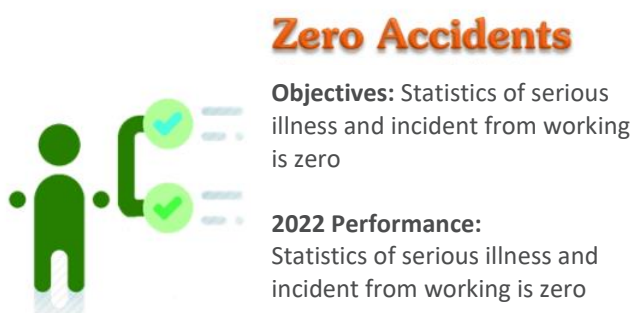 Zero Accidents
Objectives: Statistics of serious
illness and incident from working
is zero
2022 Performance:
Statistics of serious illness and
incident from working is zero